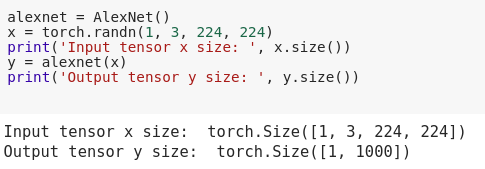 alexnet = AlexNet()
x = torch.randn(1, 3, 224, 224)
print('Input tensor x size: ', x.size())
y = alexnet(x)
print('Output tensor y size: ', y.size())
Input tensor x size:  torch.Size([1, 3, 224, 224])
Output tensor y size:  torch.Size([1, 1000])